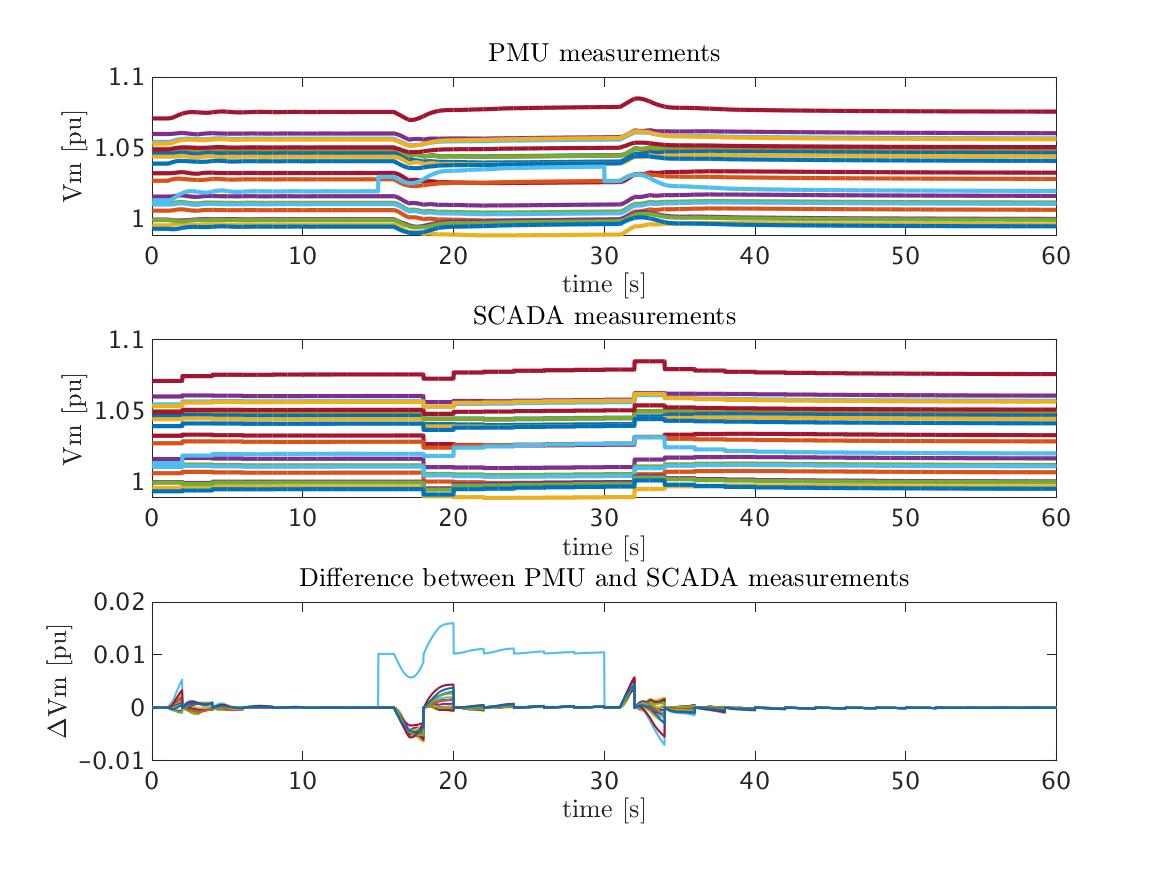 PMU measurements
1.1
1.05
1
Vm [pu]
0 10 20 30 40 50 60
time [s]
SCADA measurements
1.1
1.05
1
Vm [pu]
0 10 20 30 40 50 60
time [s]
Difference between PMU and SCADA measurements
0.02
0.01
0
-0.01
ΔVm [pu]
0 10 20 30 40 50 60
time [s]